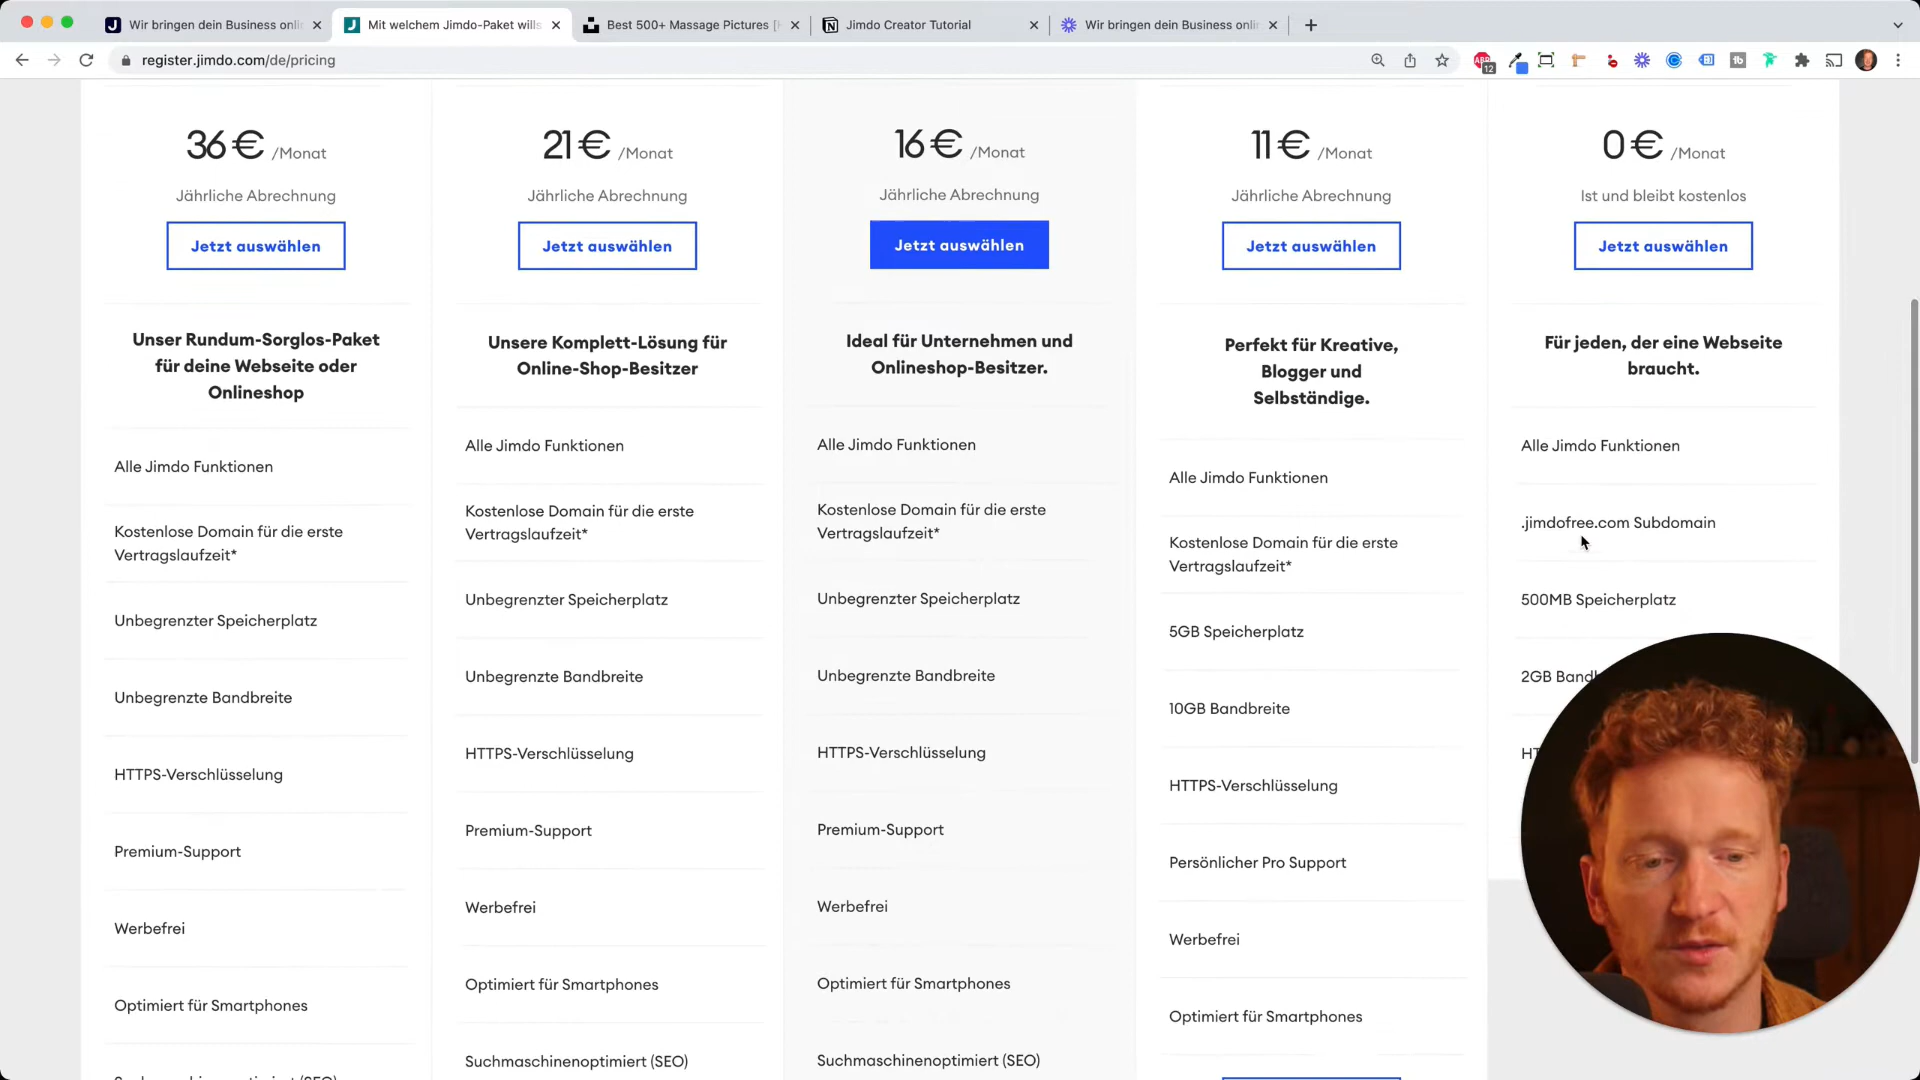 Wir bringen dein Business onli
Mit welchem Jimdo-Paket wills
Best 500+ Massage Pictures [H
Jimdo Creator Tutorial
Wir bringen dein Business onli
register.jimdo.com/de/pricing
ABP
12
tb
36 € /Monat
Jährliche Abrechnung
Jetzt auswählen
Unser Rundum-Sorglos-Paket
für deine Webseite oder
Onlineshop
Alle Jimdo Funktionen
Kostenlose Domain für die erste
Vertragslaufzeit*
Unbegrenzter Speicherplatz
Unbegrenzte Bandbreite
HTTPS-Verschlüsselung
Premium-Support
Werbefrei
Optimiert für Smartphones
21 € /Monat
Jährliche Abrechnung
Jetzt auswählen
Unsere Komplett-Lösung für
Online-Shop-Besitzer
Alle Jimdo Funktionen
Kostenlose Domain für die erste
Vertragslaufzeit*
Unbegrenzter Speicherplatz
Unbegrenzte Bandbreite
HTTPS-Verschlüsselung
Premium-Support
Werbefrei
Optimiert für Smartphones
Suchmaschinenoptimiert (SEO)
16 € /Monat
Jährliche Abrechnung
Jetzt auswählen
Ideal für Unternehmen und
Onlineshop-Besitzer.
Alle Jimdo Funktionen
Kostenlose Domain für die erste
Vertragslaufzeit*
Unbegrenzter Speicherplatz
Unbegrenzte Bandbreite
HTTPS-Verschlüsselung
Premium-Support
Werbefrei
Optimiert für Smartphones
Suchmaschinenoptimiert (SEO)
11 € /Monat
Jährliche Abrechnung
Jetzt auswählen
Perfekt für Kreative,
Blogger und
Selbständige.
Alle Jimdo Funktionen
Kostenlose Domain für die erste
Vertragslaufzeit*
5GB Speicherplatz
10GB Bandbreite
HTTPS-Verschlüsselung
Persönlicher Pro Support
Werbefrei
Optimiert für Smartphones
0 € /Monat
Ist und bleibt kostenlos
Jetzt auswählen
Für jeden, der eine Webseite
braucht.
Alle Jimdo Funktionen
.jimdofree.com Subdomain
500MB Speicherplatz
2GB Band
HT